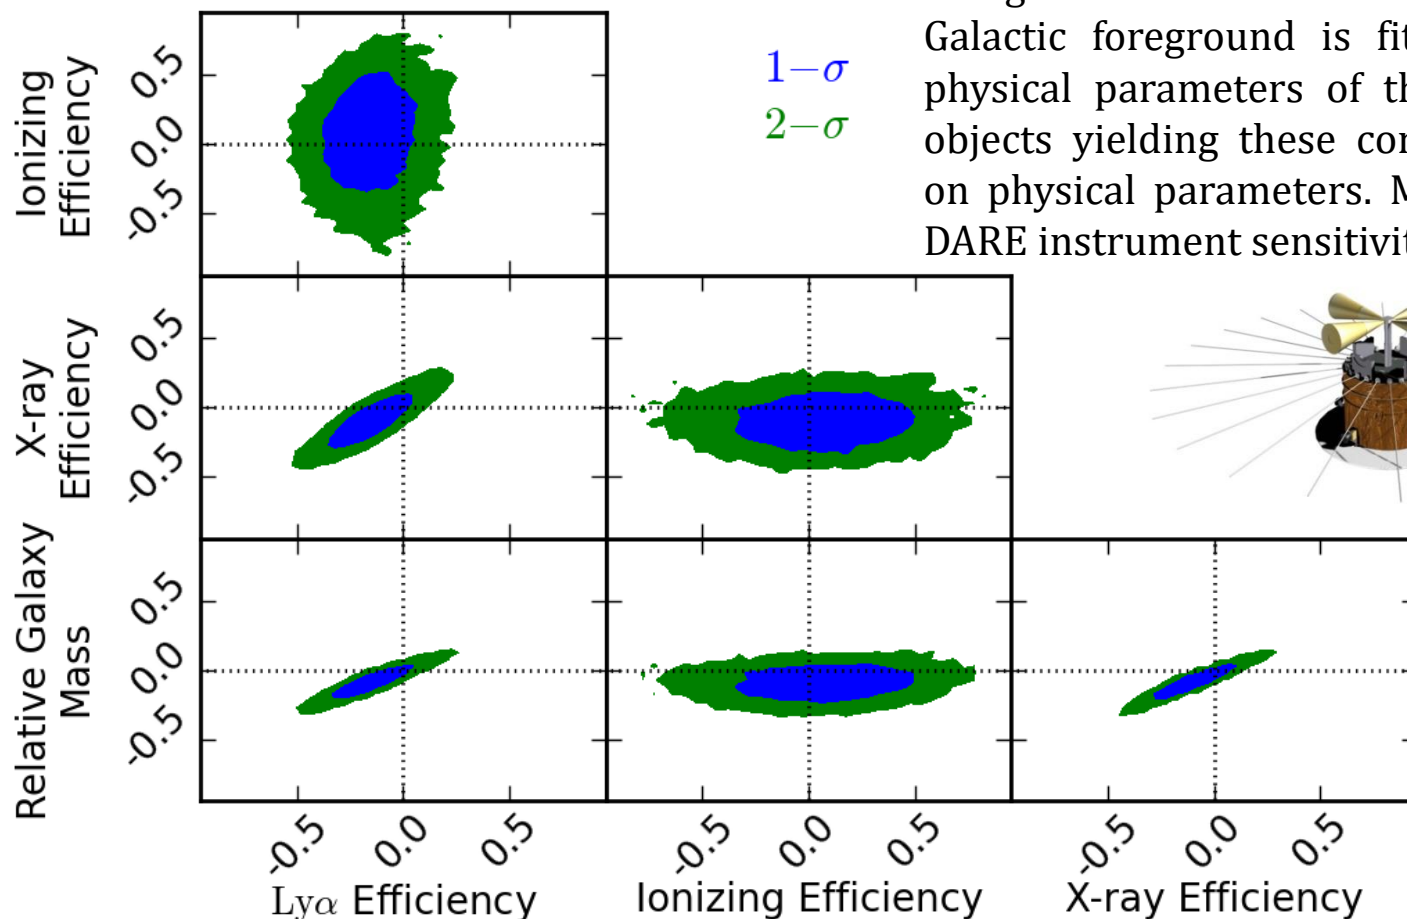 Galactic foreground is fit
physical parameters of th
objects yielding these con
on physical parameters. M
DARE instrument sensitivit
1−σ
2−σ
Ionizing
Efficiency
0.5
0.0
-0.5
X-ray
Efficiency
0.5
0.0
-0.5
Relative Galaxy
Mass
0.5
0.0
-0.5
-0.5 0.0 0.5 -0.5 0.0 0.5 -0.5 0.0 0.5
Lyα Efficiency Ionizing Efficiency X-ray Efficiency